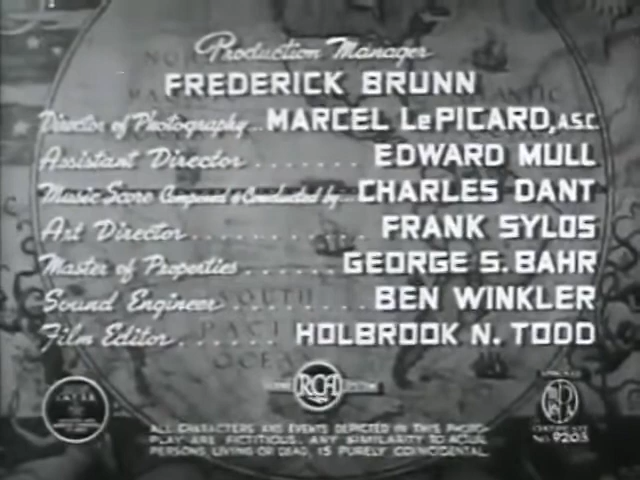 Production Manager
FREDERICK BRUNN
Director of Photography... MARCEL LePICARD, A.S.C.
Assistant Director ....... EDWARD MULL
Music Score Composed & Conducted by... CHARLES DANT
Art Director .......... FRANK SYLOS
Master of Properties ...... GEORGE S. BAHR
Sound Engineer ......... BEN WINKLER
Film Editor ...... HOLBROOK N. TODD
SOUTH
PACIFIC
OCEAN
RCA
CERTIFICATE
No. 9203
ALL CHARACTERS AND EVENTS DEPICTED IN THIS PHOTO-
PLAY ARE FICTITIOUS. ANY SIMILARITY TO ACTUAL
PERSONS, LIVING OR DEAD, IS PURELY COINCIDENTAL.